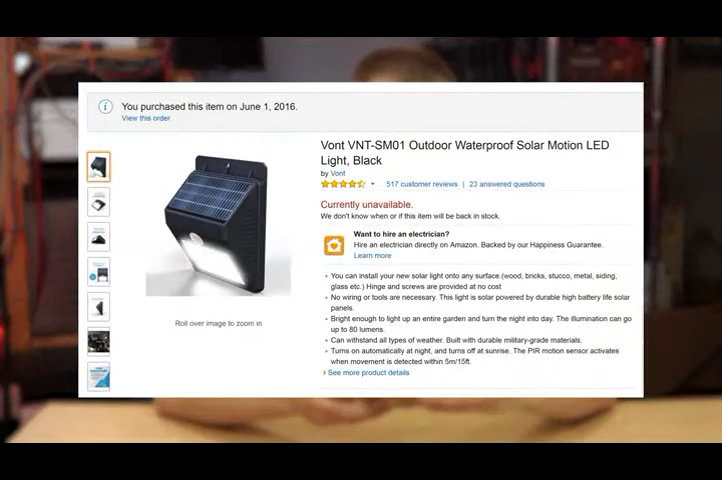 You purchased this item on June 1, 2016.
View this order
Vont VNT-SM01 Outdoor Waterproof Solar Motion LED
Light, Black
by Vont
517 customer reviews | 23 answered questions
Currently unavailable.
We don't know when or if this item will be back in stock.
Want to hire an electrician?
Hire an electrician directly on Amazon. Backed by our Happiness Guarantee.
Learn more
Roll over image to zoom in
• You can install your new solar light onto any surface.(wood, bricks, stucco, metal, siding,
glass etc.) Hinge and screws are provided at no cost
• No wiring or tools are necessary. This light is solar powered by durable high battery life solar
panels.
• Bright enough to light up an entire garden and turn the night into day. The illumination can go
up to 80 lumens.
• Can withstand all types of weather. Built with durable military-grade materials.
• Turns on automatically at night, and turns off at sunrise. The PIR motion sensor activates
when movement is detected within 5m/15ft.
› See more product details